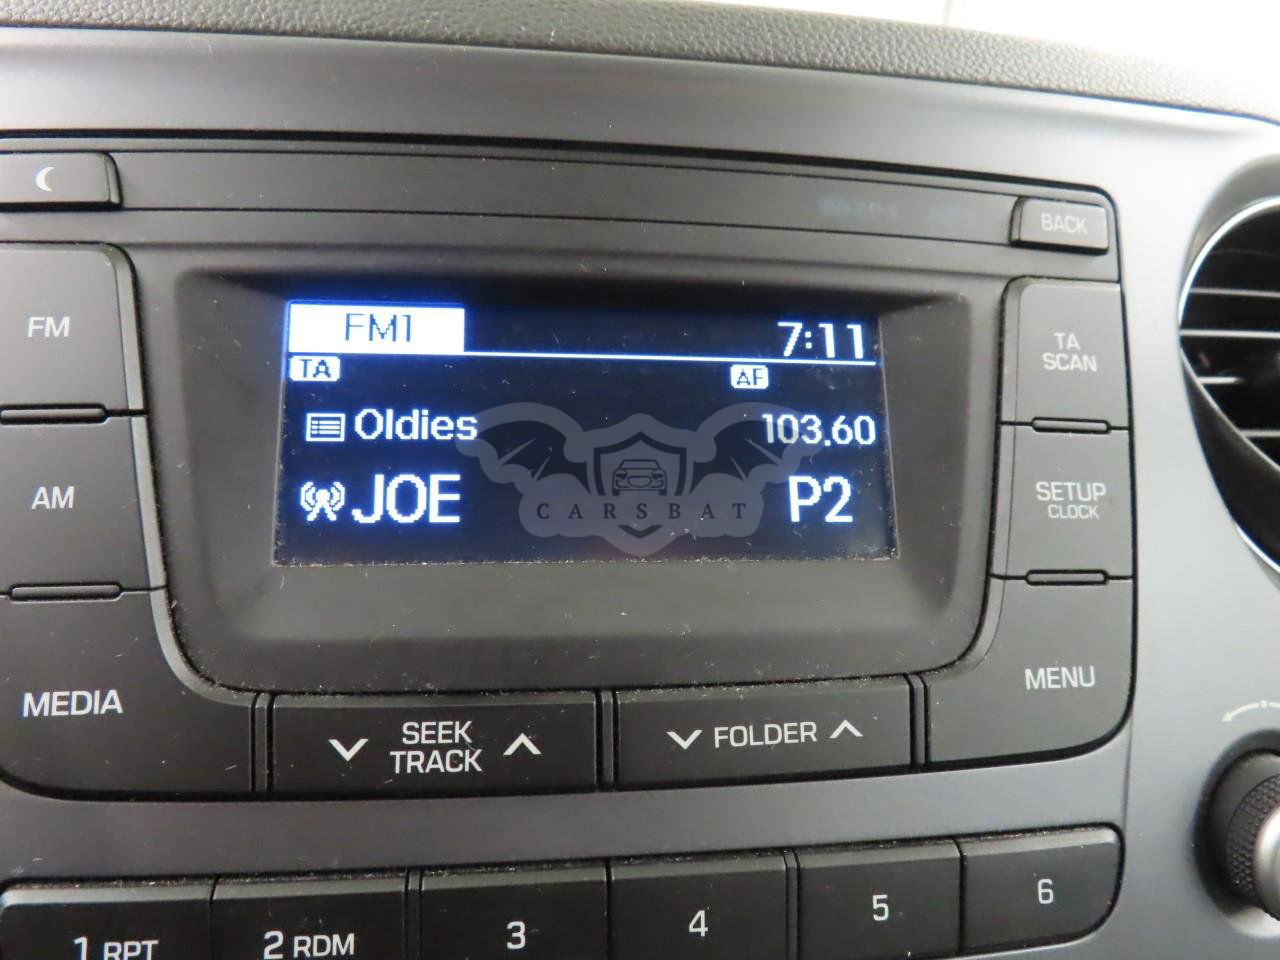 BACK
FM
FM1
7:11
TA
AF
TA
SCAN
Oldies
103.60
AM
JOE
P2
SETUP
CLOCK
CARSBAT
MEDIA
SEEK
TRACK
FOLDER
MENU
1 RPT
2 RDM
3
4
5
6